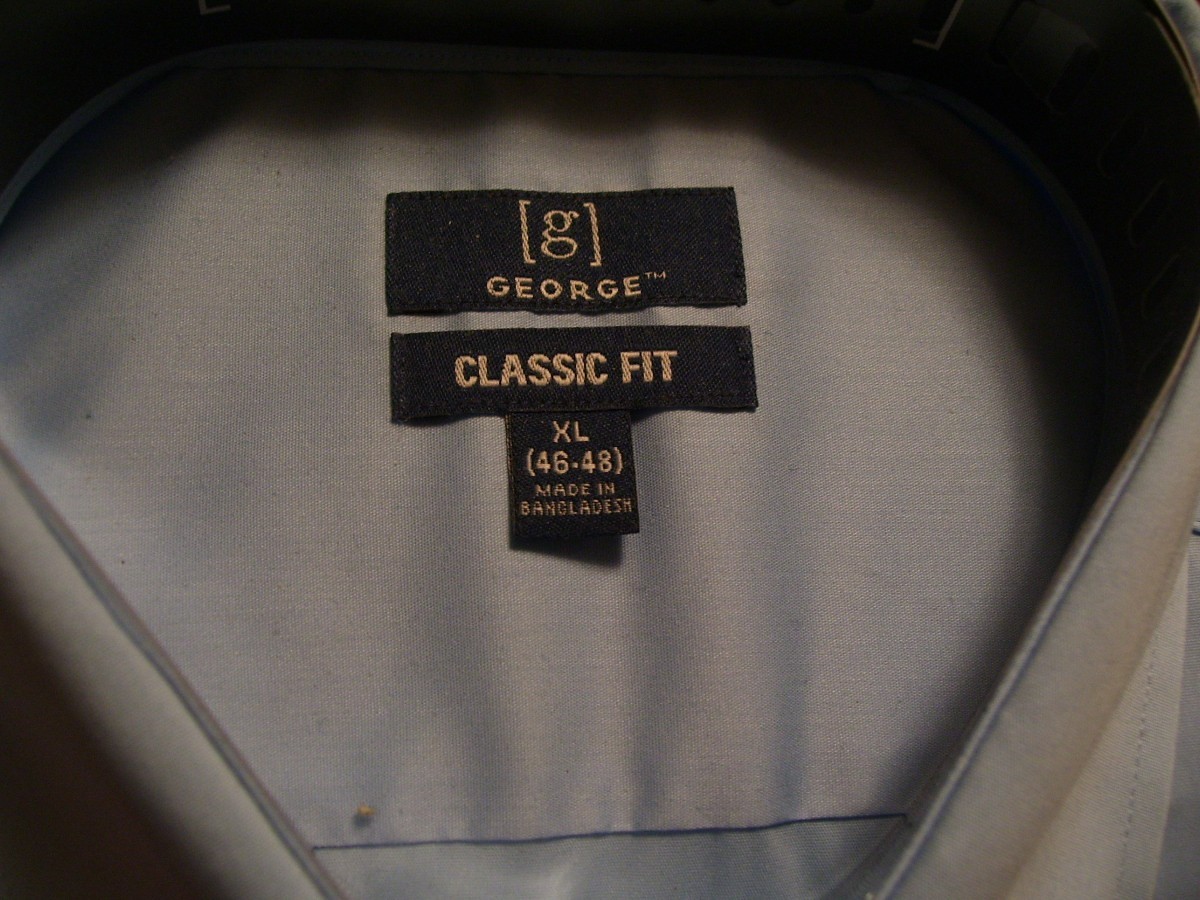 [g]
GEORGE™
CLASSIC FIT
XL
(46-48)
MADE IN
BANGLADESH